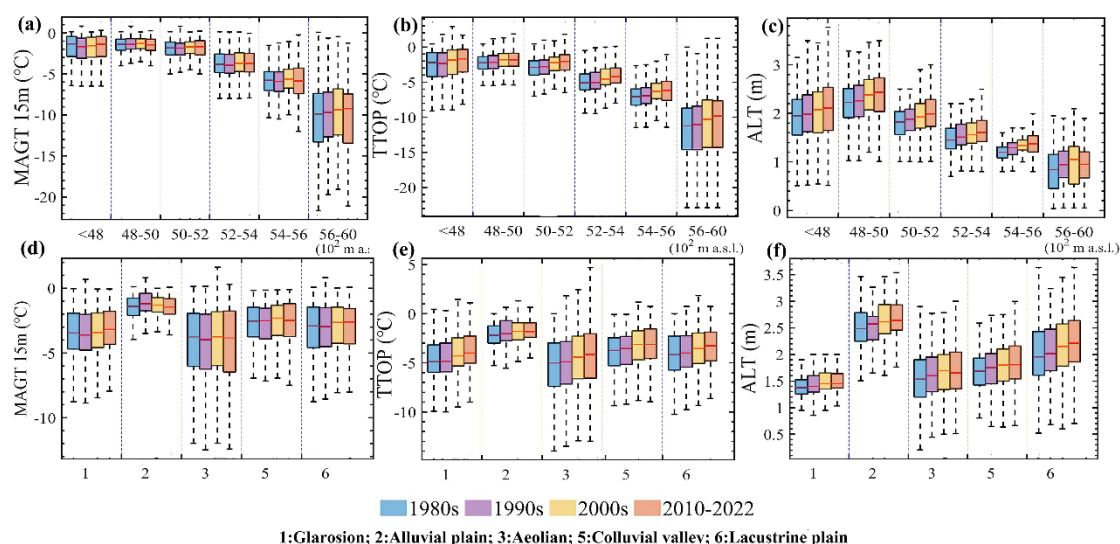 (a)
MAGT 15m (°C)
0
-5
-10
-15
-20
<48 48-50 50-52 52-54 54-56 56-60
(10² m a.:
(b)
TTOP (°C)
5
0
-5
-10
-15
-20
<48 48-50 50-52 52-54 54-56 56-60
(10² m a.s.l.)
(c)
ALT (m)
3
2
1
0
<48 48-50 50-52 52-54 54-56 56-60
(10² m a.s.l.)
(d)
MAGT 15m (°C)
0
-5
-10
1 2 3 5 6
(e)
TTOP (°C)
5
0
-5
-10
1 2 3 5 6
(f)
ALT (m)
3.5
3
2.5
2
1.5
1
0.5
1 2 3 5 6
1980s 1990s 2000s 2010-2022
1:Glarosion; 2:Alluvial plain; 3:Aeolian; 5:Colluvial valley; 6:Lacustrine plain